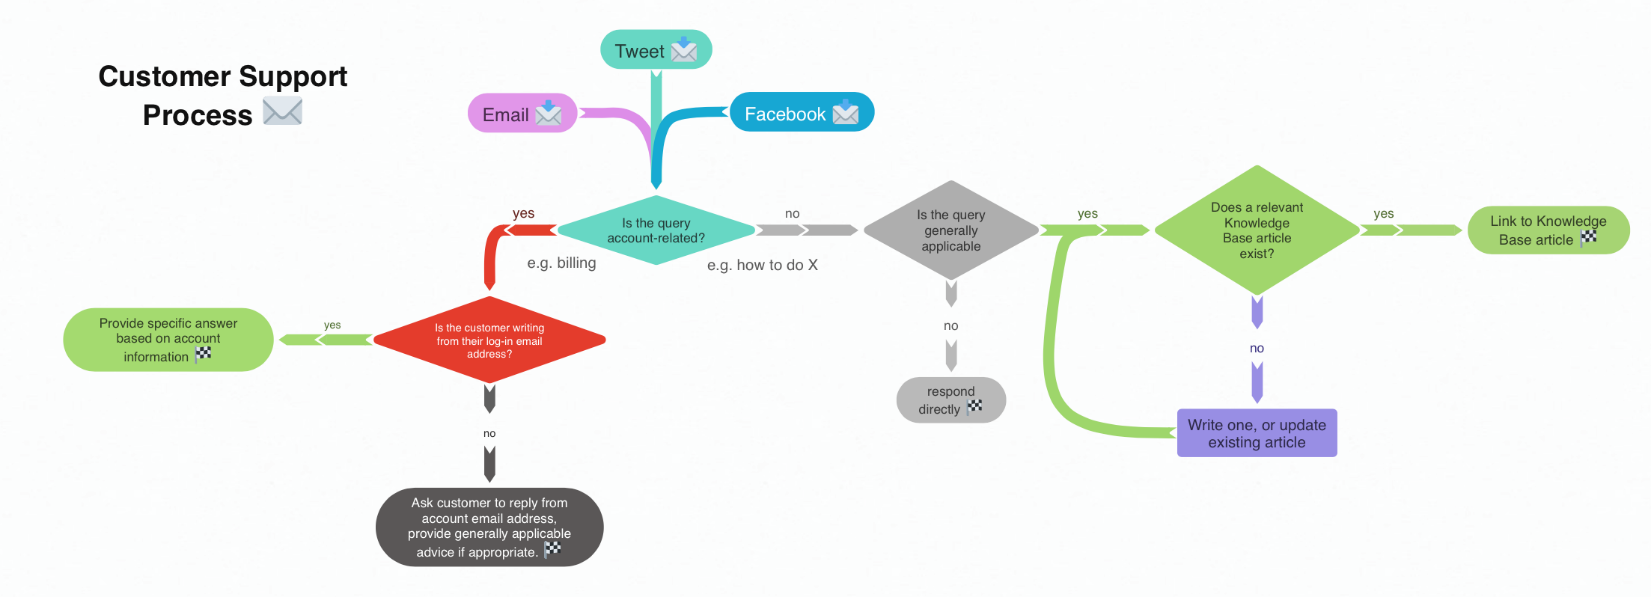 Customer Support
Process
Tweet
Email
Facebook
Is the query
account-related?
yes
e.g. billing
no
e.g. how to do X
Is the query
generally
applicable
yes
no
respond
directly
Does a relevant
Knowledge
Base article
exist?
yes
Link to Knowledge
Base article
no
Write one, or update
existing article
Is the customer writing
from their log-in email
address?
yes
Provide specific answer
based on account
information
no
Ask customer to reply from
account email address,
provide generally applicable
advice if appropriate.